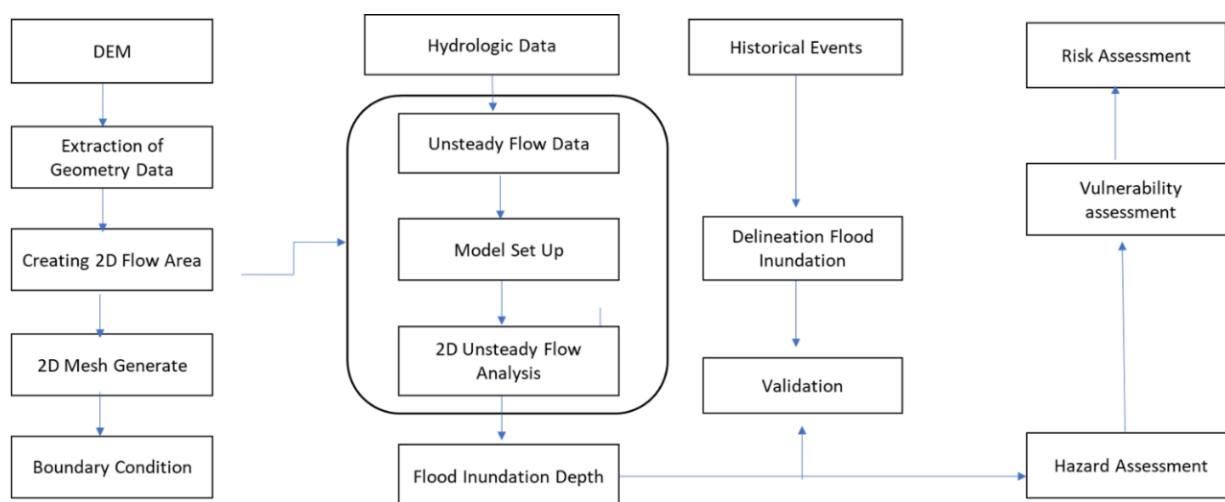 DEM
Extraction of
Geometry Data
Creating 2D Flow Area
2D Mesh Generate
Boundary Condition
Hydrologic Data
Unsteady Flow Data
Model Set Up
2D Unsteady Flow
Analysis
Flood Inundation Depth
Historical Events
Delineation Flood
Inundation
Validation
Risk Assessment
Vulnerability
assessment
Hazard Assessment